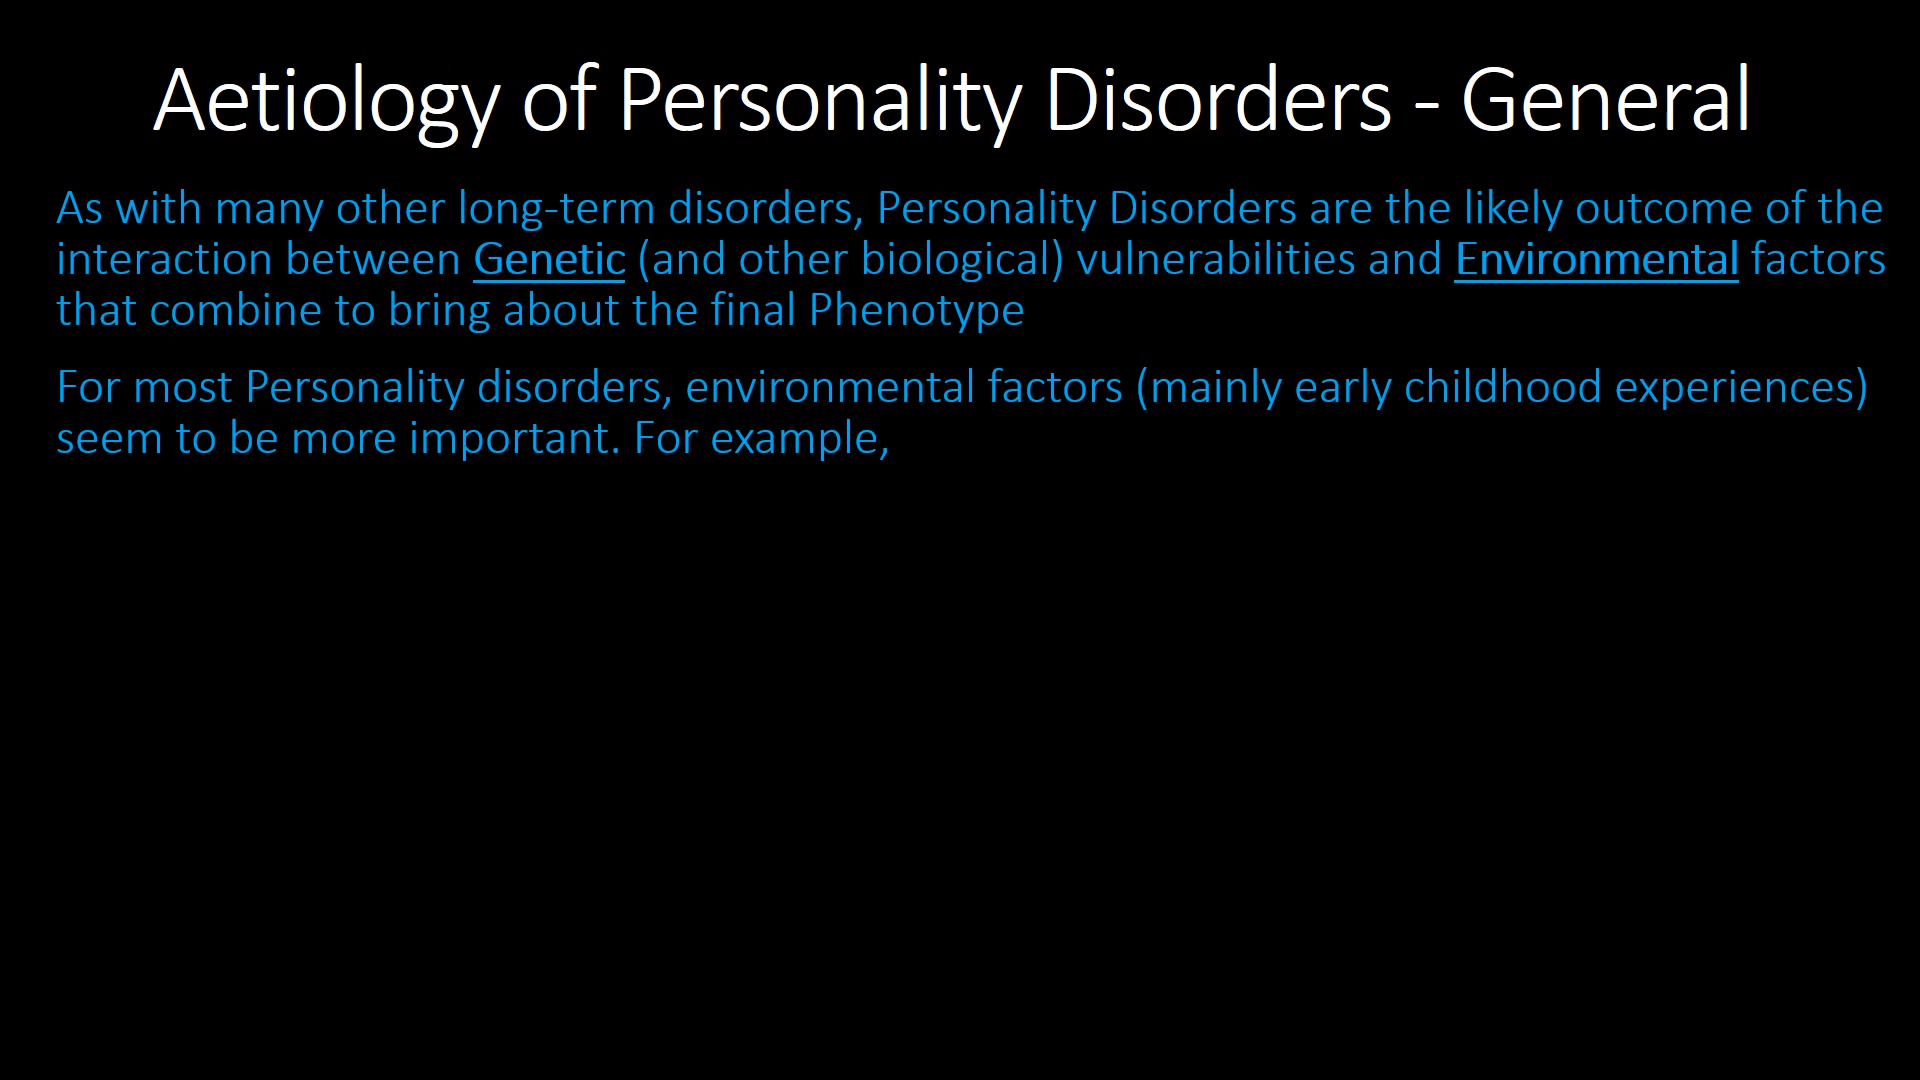 Aetiology of Personality Disorders - General
As with many other long-term disorders, Personality Disorders are the likely outcome of the
interaction between Genetic (and other biological) vulnerabilities and Environmental factors
that combine to bring about the final Phenotype
For most Personality disorders, environmental factors (mainly early childhood experiences)
seem to be more important. For example,